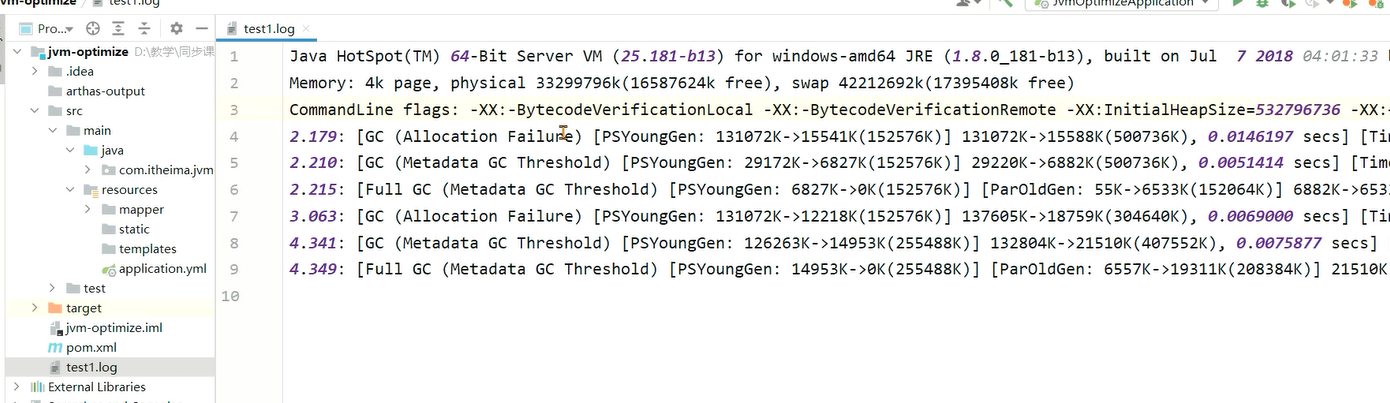 jvm-optimize / test1.log
JvmOptimizeApplication
Pro...
test1.log
jvm-optimize D:\教学\同步课
.idea
arthas-output
src
main
java
com.itheima.jvm
resources
mapper
static
templates
application.yml
test
target
jvm-optimize.iml
pom.xml
test1.log
External Libraries
1 Java HotSpot(TM) 64-Bit Server VM (25.181-b13) for windows-amd64 JRE (1.8.0_181-b13), built on Jul  7 2018 04:01:33
2 Memory: 4k page, physical 33299796k(16587624k free), swap 42212692k(17395408k free)
3 CommandLine flags: -XX:-BytecodeVerificationLocal -XX:-BytecodeVerificationRemote -XX:InitialHeapSize=532796736 -XX:
4 2.179: [GC (Allocation Failure) [PSYoungGen: 131072K->15541K(152576K)] 131072K->15588K(500736K), 0.0146197 secs] [Ti
5 2.210: [GC (Metadata GC Threshold) [PSYoungGen: 29172K->6827K(152576K)] 29220K->6882K(500736K), 0.0051414 secs] [Tim
6 2.215: [Full GC (Metadata GC Threshold) [PSYoungGen: 6827K->0K(152576K)] [ParOldGen: 55K->6533K(152064K)] 6882K->653
7 3.063: [GC (Allocation Failure) [PSYoungGen: 131072K->12218K(152576K)] 137605K->18759K(304640K), 0.0069000 secs] [Tim
8 4.341: [GC (Metadata GC Threshold) [PSYoungGen: 126263K->14953K(255488K)] 132804K->21510K(407552K), 0.0075877 secs]
9 4.349: [Full GC (Metadata GC Threshold) [PSYoungGen: 14953K->0K(255488K)] [ParOldGen: 6557K->19311K(208384K)] 21510K
10